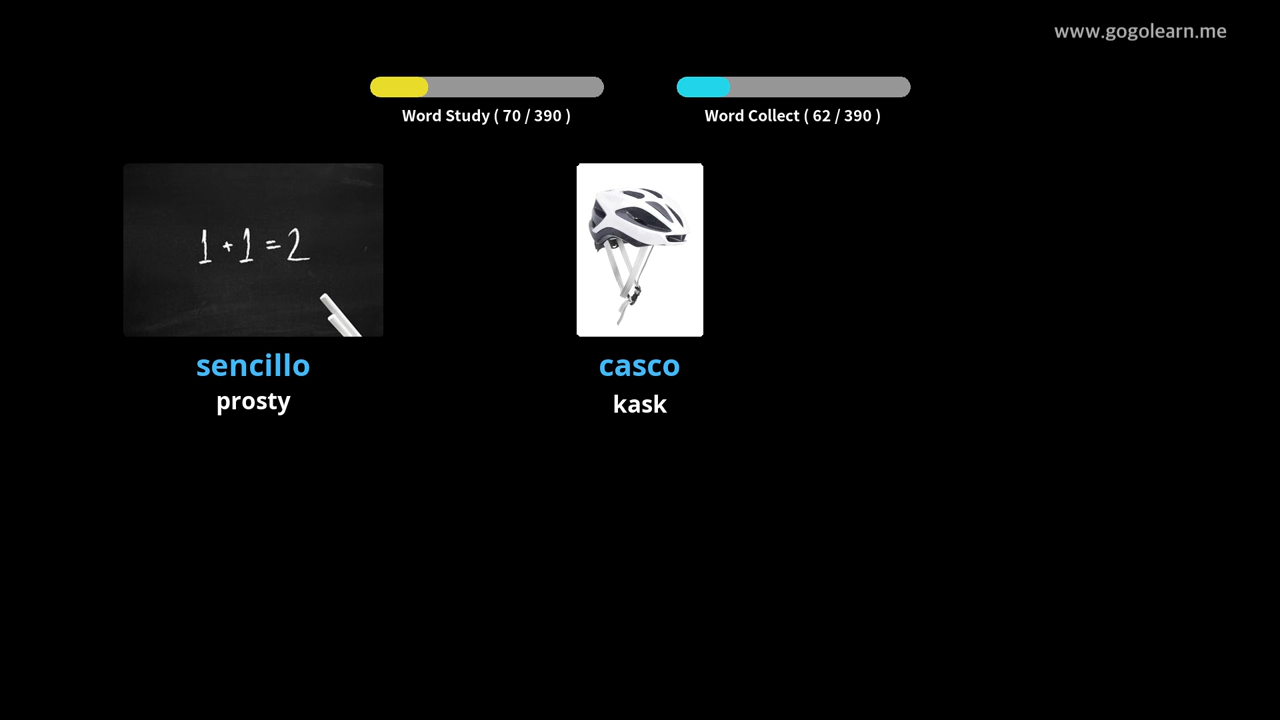 www.gogolearn.me
Word Study ( 70 / 390 )
Word Collect ( 62 / 390 )
1 + 1 = 2
sencillo
prosty
casco
kask